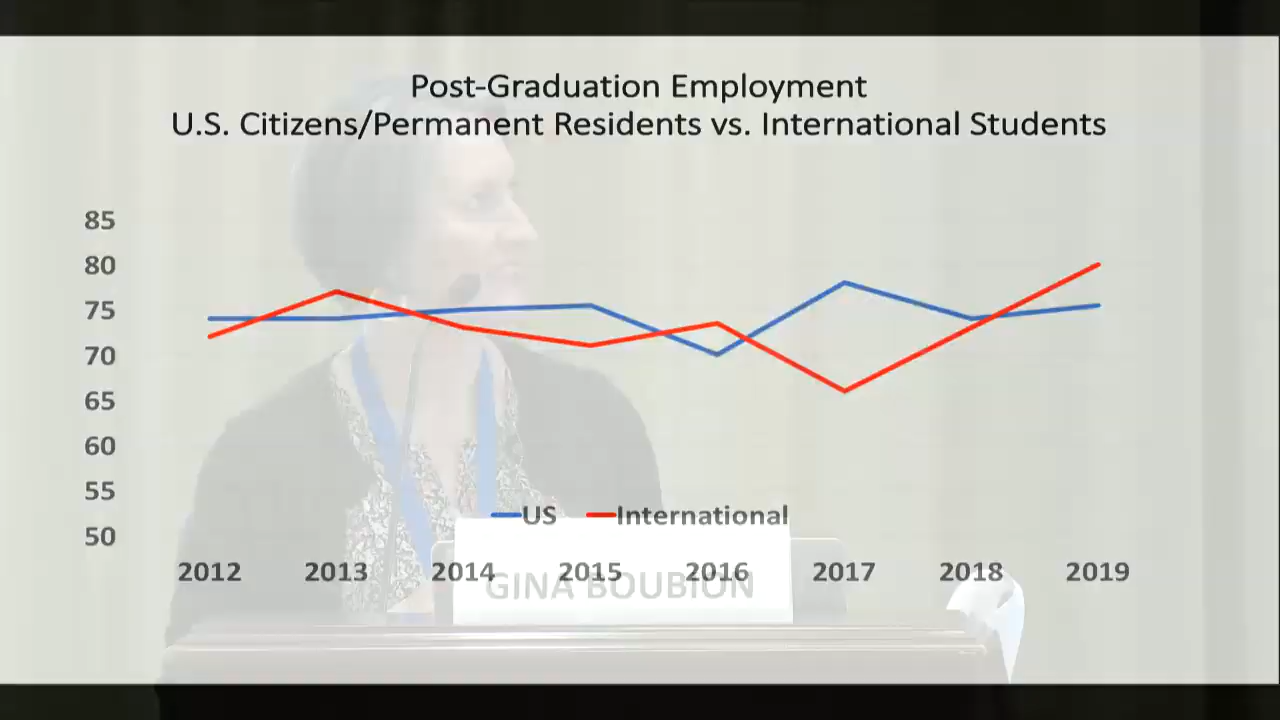 Post-Graduation Employment
U.S. Citizens/Permanent Residents vs. International Students
85
80
75
70
65
60
55
50
US International
2012 2013 2014 2015 2016 2017 2018 2019
GINA BOUBION